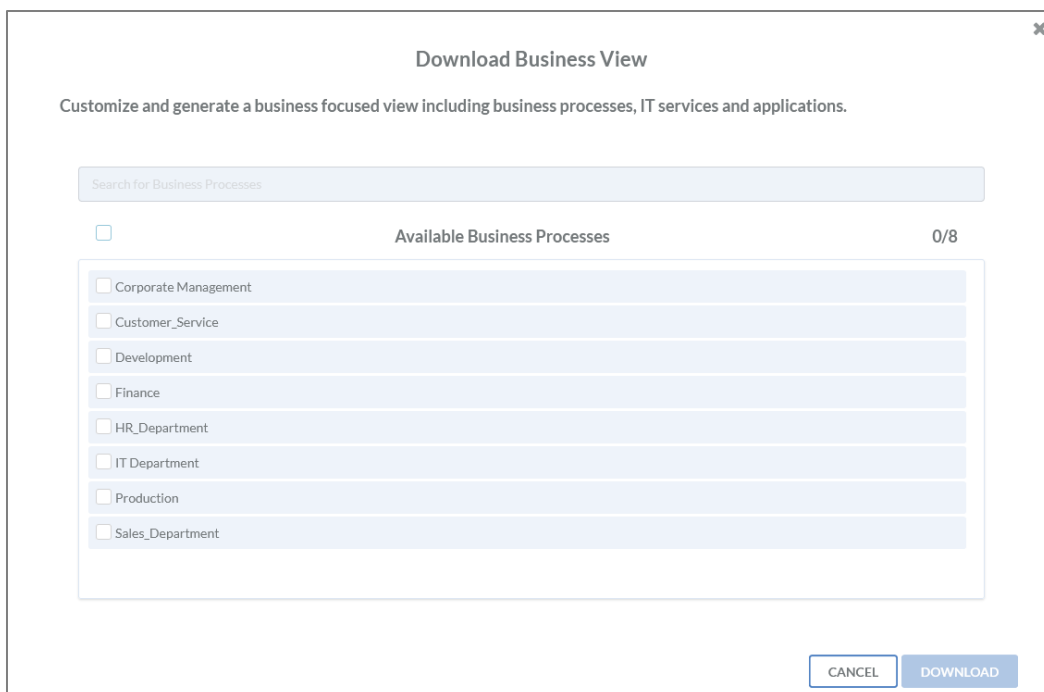 Download Business View
Customize and generate a business focused view including business processes, IT services and applications.
Search for Business Processes
Available Business Processes 0/8
Corporate Management
Customer_Service
Development
Finance
HR_Department
IT Department
Production
Sales_Department
CANCEL DOWNLOAD